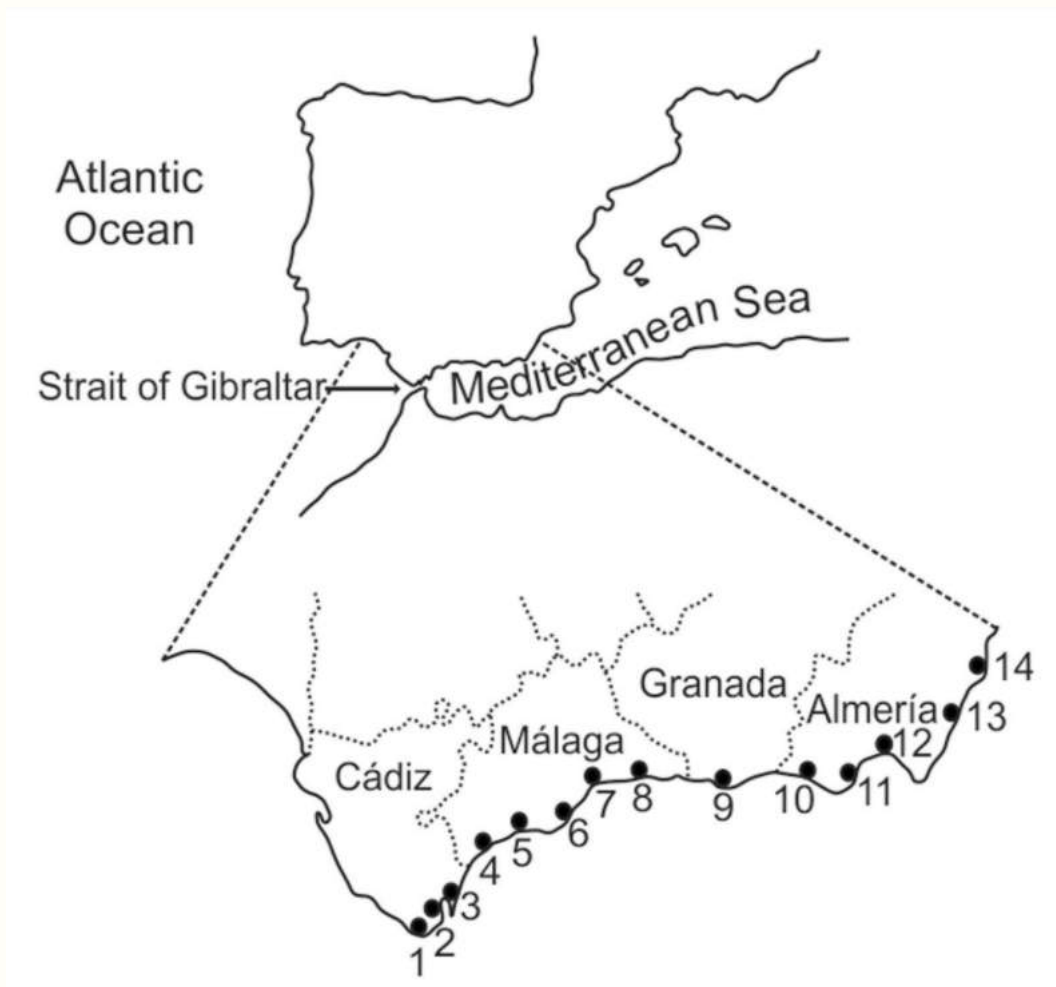 Atlantic
Ocean
Mediterranean Sea
Strait of Gibraltar
Granada
14
Almería
13
Málaga
12
Cádiz
11
10
9
8
7
6
5
4
3
2
1